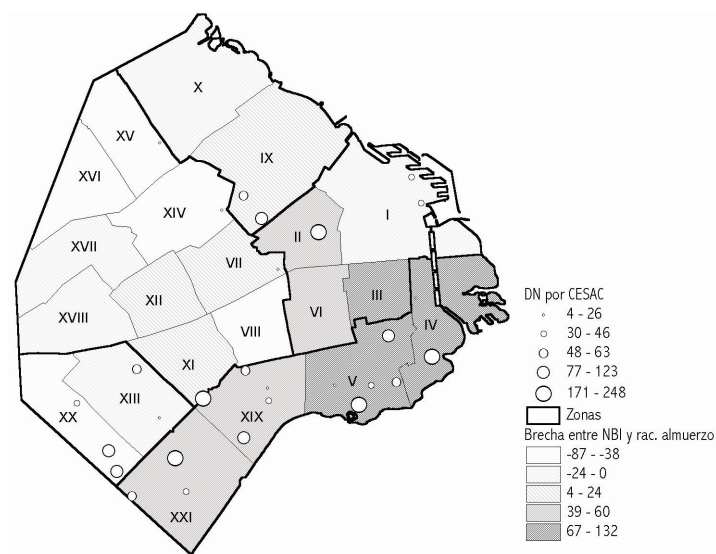 X
XV
IX
XVI
XIV
I
XVII
II
VII
XII
III
XVIII
VI
IV
VIII
XI
V
XIII
XX
XIX
XXI
DN por CESAC
4 - 26
30 - 46
48 - 63
77 - 123
171 - 248
Zonas
Brecha entre NBI y rac. almuerzo
-87 - -38
-24 - 0
4 - 24
39 - 60
67 - 132